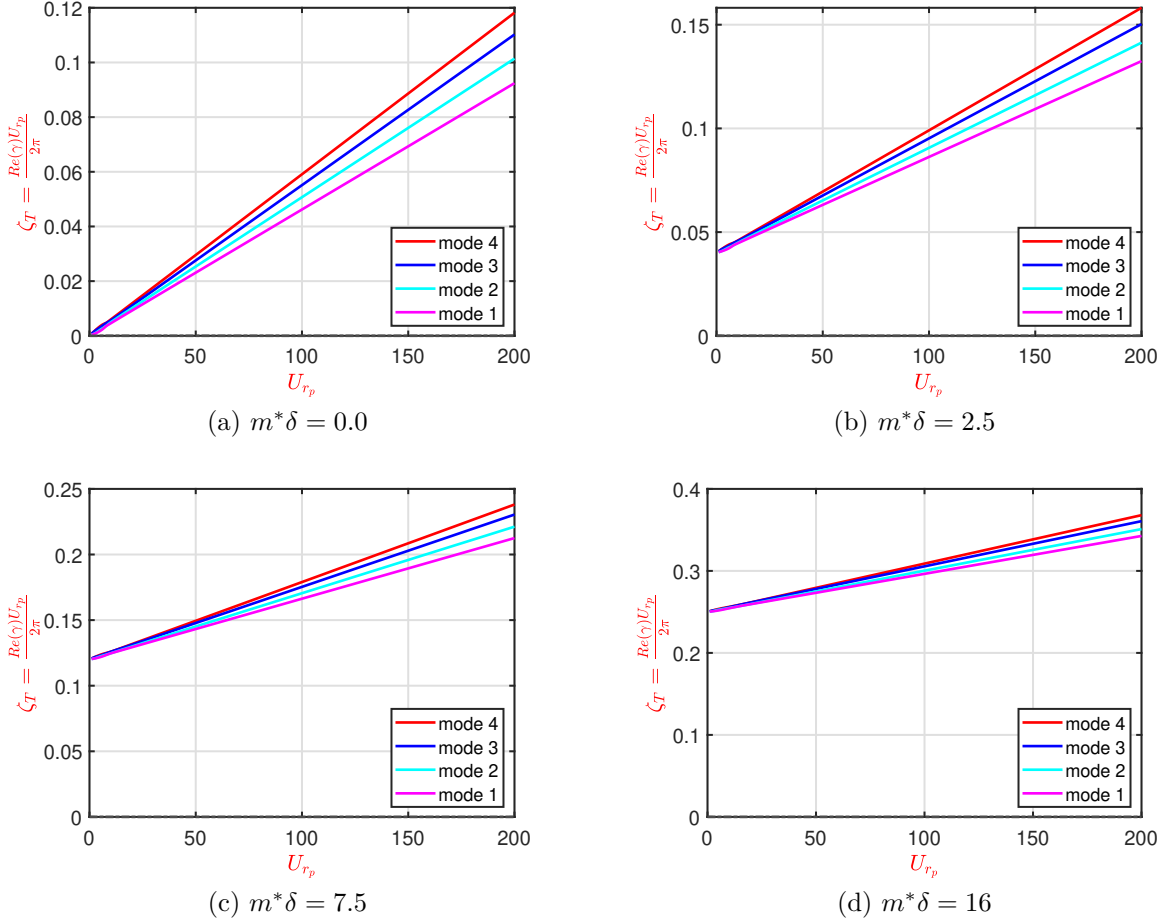 0.12
0.1
0.08
0.06
0.04
0.02
0
ζ_T = Re(γ)U_{r_p} / 2π
mode 4
mode 3
mode 2
mode 1
0 50 100 150 200
U_{r_p}
(a) m*δ = 0.0
0.15
0.1
0.05
0
ζ_T = Re(γ)U_{r_p} / 2π
mode 4
mode 3
mode 2
mode 1
0 50 100 150 200
U_{r_p}
(b) m*δ = 2.5
0.25
0.2
0.15
0.1
0.05
0
ζ_T = Re(γ)U_{r_p} / 2π
mode 4
mode 3
mode 2
mode 1
0 50 100 150 200
U_{r_p}
(c) m*δ = 7.5
0.4
0.3
0.2
0.1
0
ζ_T = Re(γ)U_{r_p} / 2π
mode 4
mode 3
mode 2
mode 1
0 50 100 150 200
U_{r_p}
(d) m*δ = 16